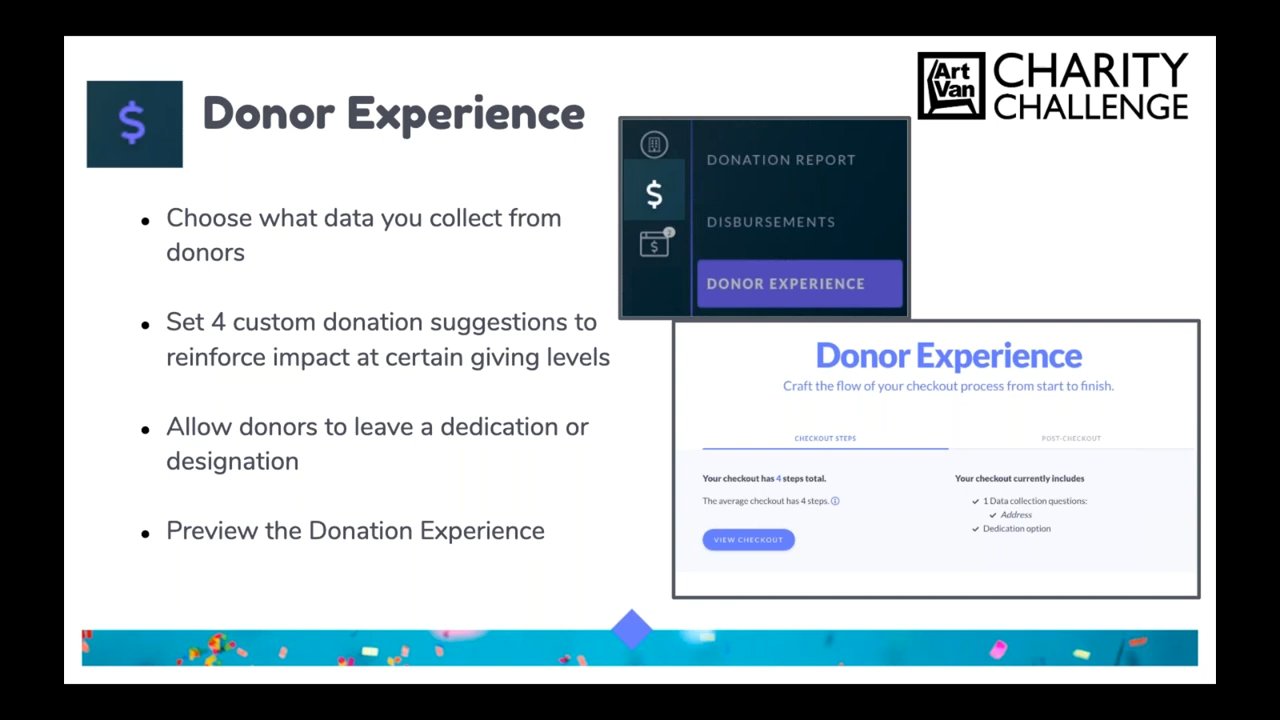 $
Donor Experience
Art
Van
CHARITY
CHALLENGE
Choose what data you collect from
donors
Set 4 custom donation suggestions to
reinforce impact at certain giving levels
Allow donors to leave a dedication or
designation
Preview the Donation Experience
DONATION REPORT
$
DISBURSEMENTS
$
DONOR EXPERIENCE
Donor Experience
Craft the flow of your checkout process from start to finish.
CHECKOUT STEPS
POST-CHECKOUT
Your checkout has 4 steps total.
The average checkout has 4 steps.
VIEW CHECKOUT
Your checkout currently includes
1 Data collection questions:
Address
Dedication option